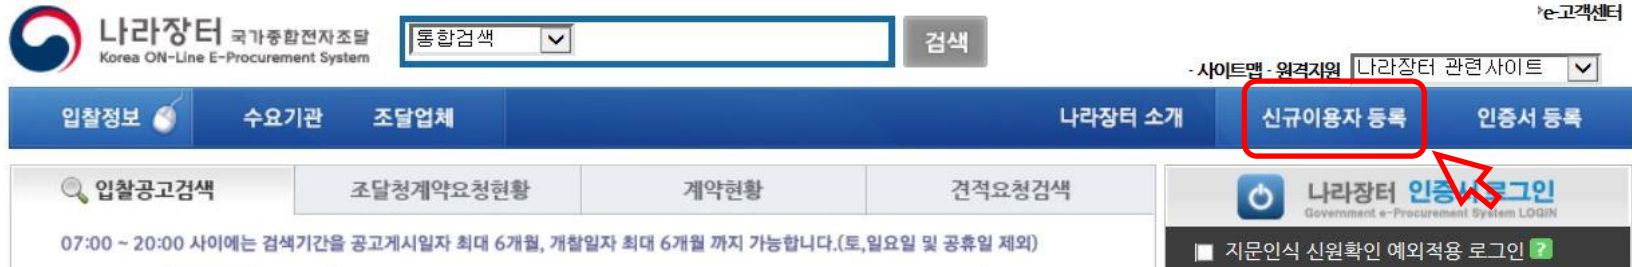 e-고객센터
나라장터 국가종합전자조달
Korea ON-Line E-Procurement System
통합검색
검색
- 사이트맵 - 원격지원 나라장터 관련사이트
입찰정보 수요기관 조달업체 나라장터 소개 신규이용자 등록 인증서 등록
입찰공고검색 조달청계약요청현황 계약현황 견적요청검색
07:00 ~ 20:00 사이에는 검색기간을 공고게시일자 최대 6개월, 개찰일자 최대 6개월 까지 가능합니다.(토,일요일 및 공휴일 제외)
나라장터 인증서 로그인
Government e-Procurement System LOGIN
지문인식 신원확인 예외적용 로그인 ?